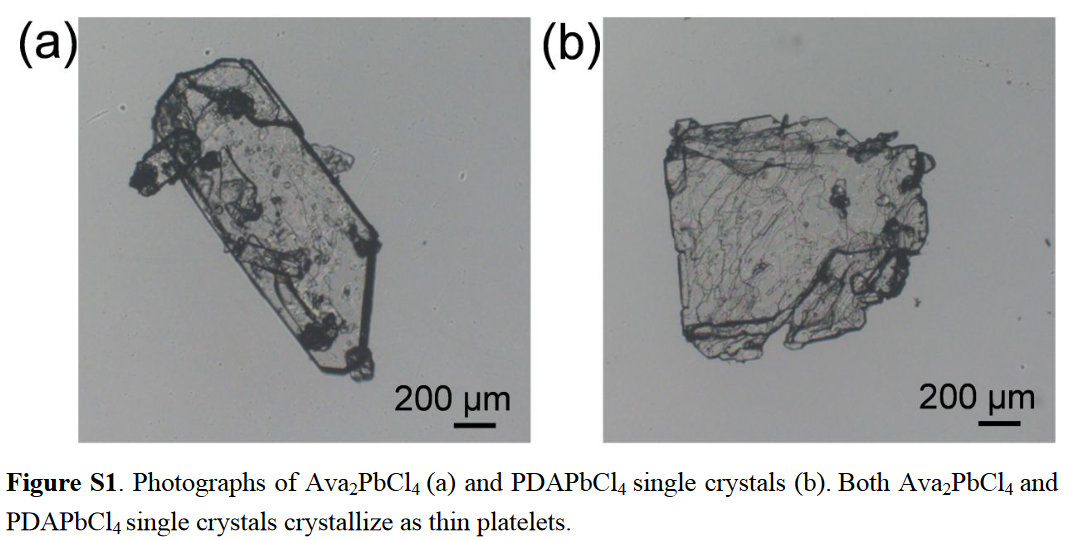 (a)
(b)
200 µm
200 µm
Figure S1. Photographs of Ava₂PbCl₄ (a) and PDAPbCl₄ single crystals (b). Both Ava₂PbCl₄ and
PDAPbCl₄ single crystals crystallize as thin platelets.